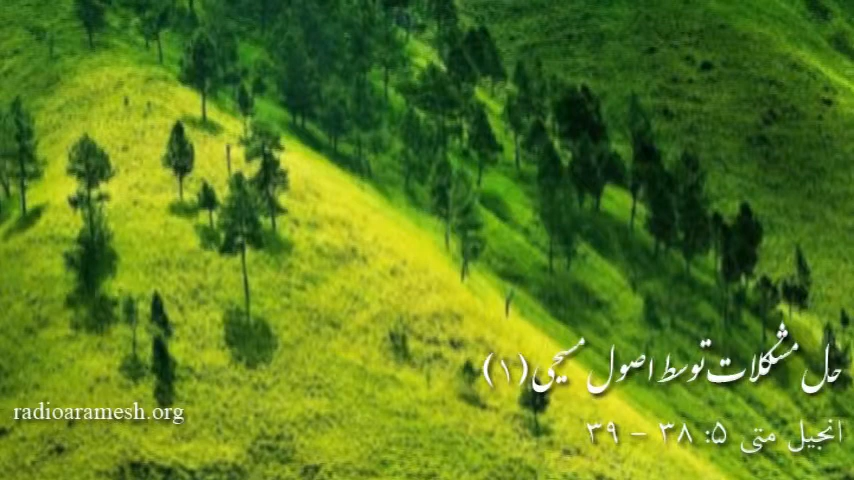 حل مشکلات توسط اصول مسیحی (۱)
radioaramesh.org
انجیل متی ۵: ۳۸ - ۳۹